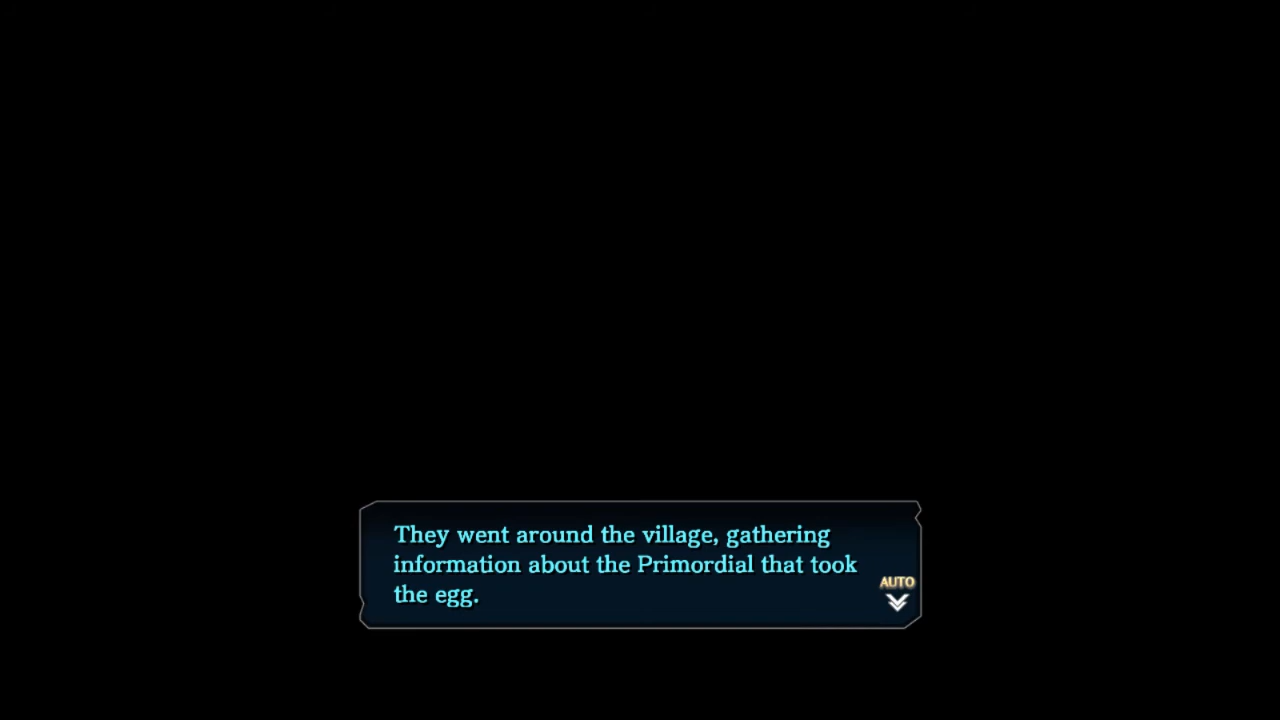 They went around the village, gathering
information about the Primordial that took
the egg.
AUTO